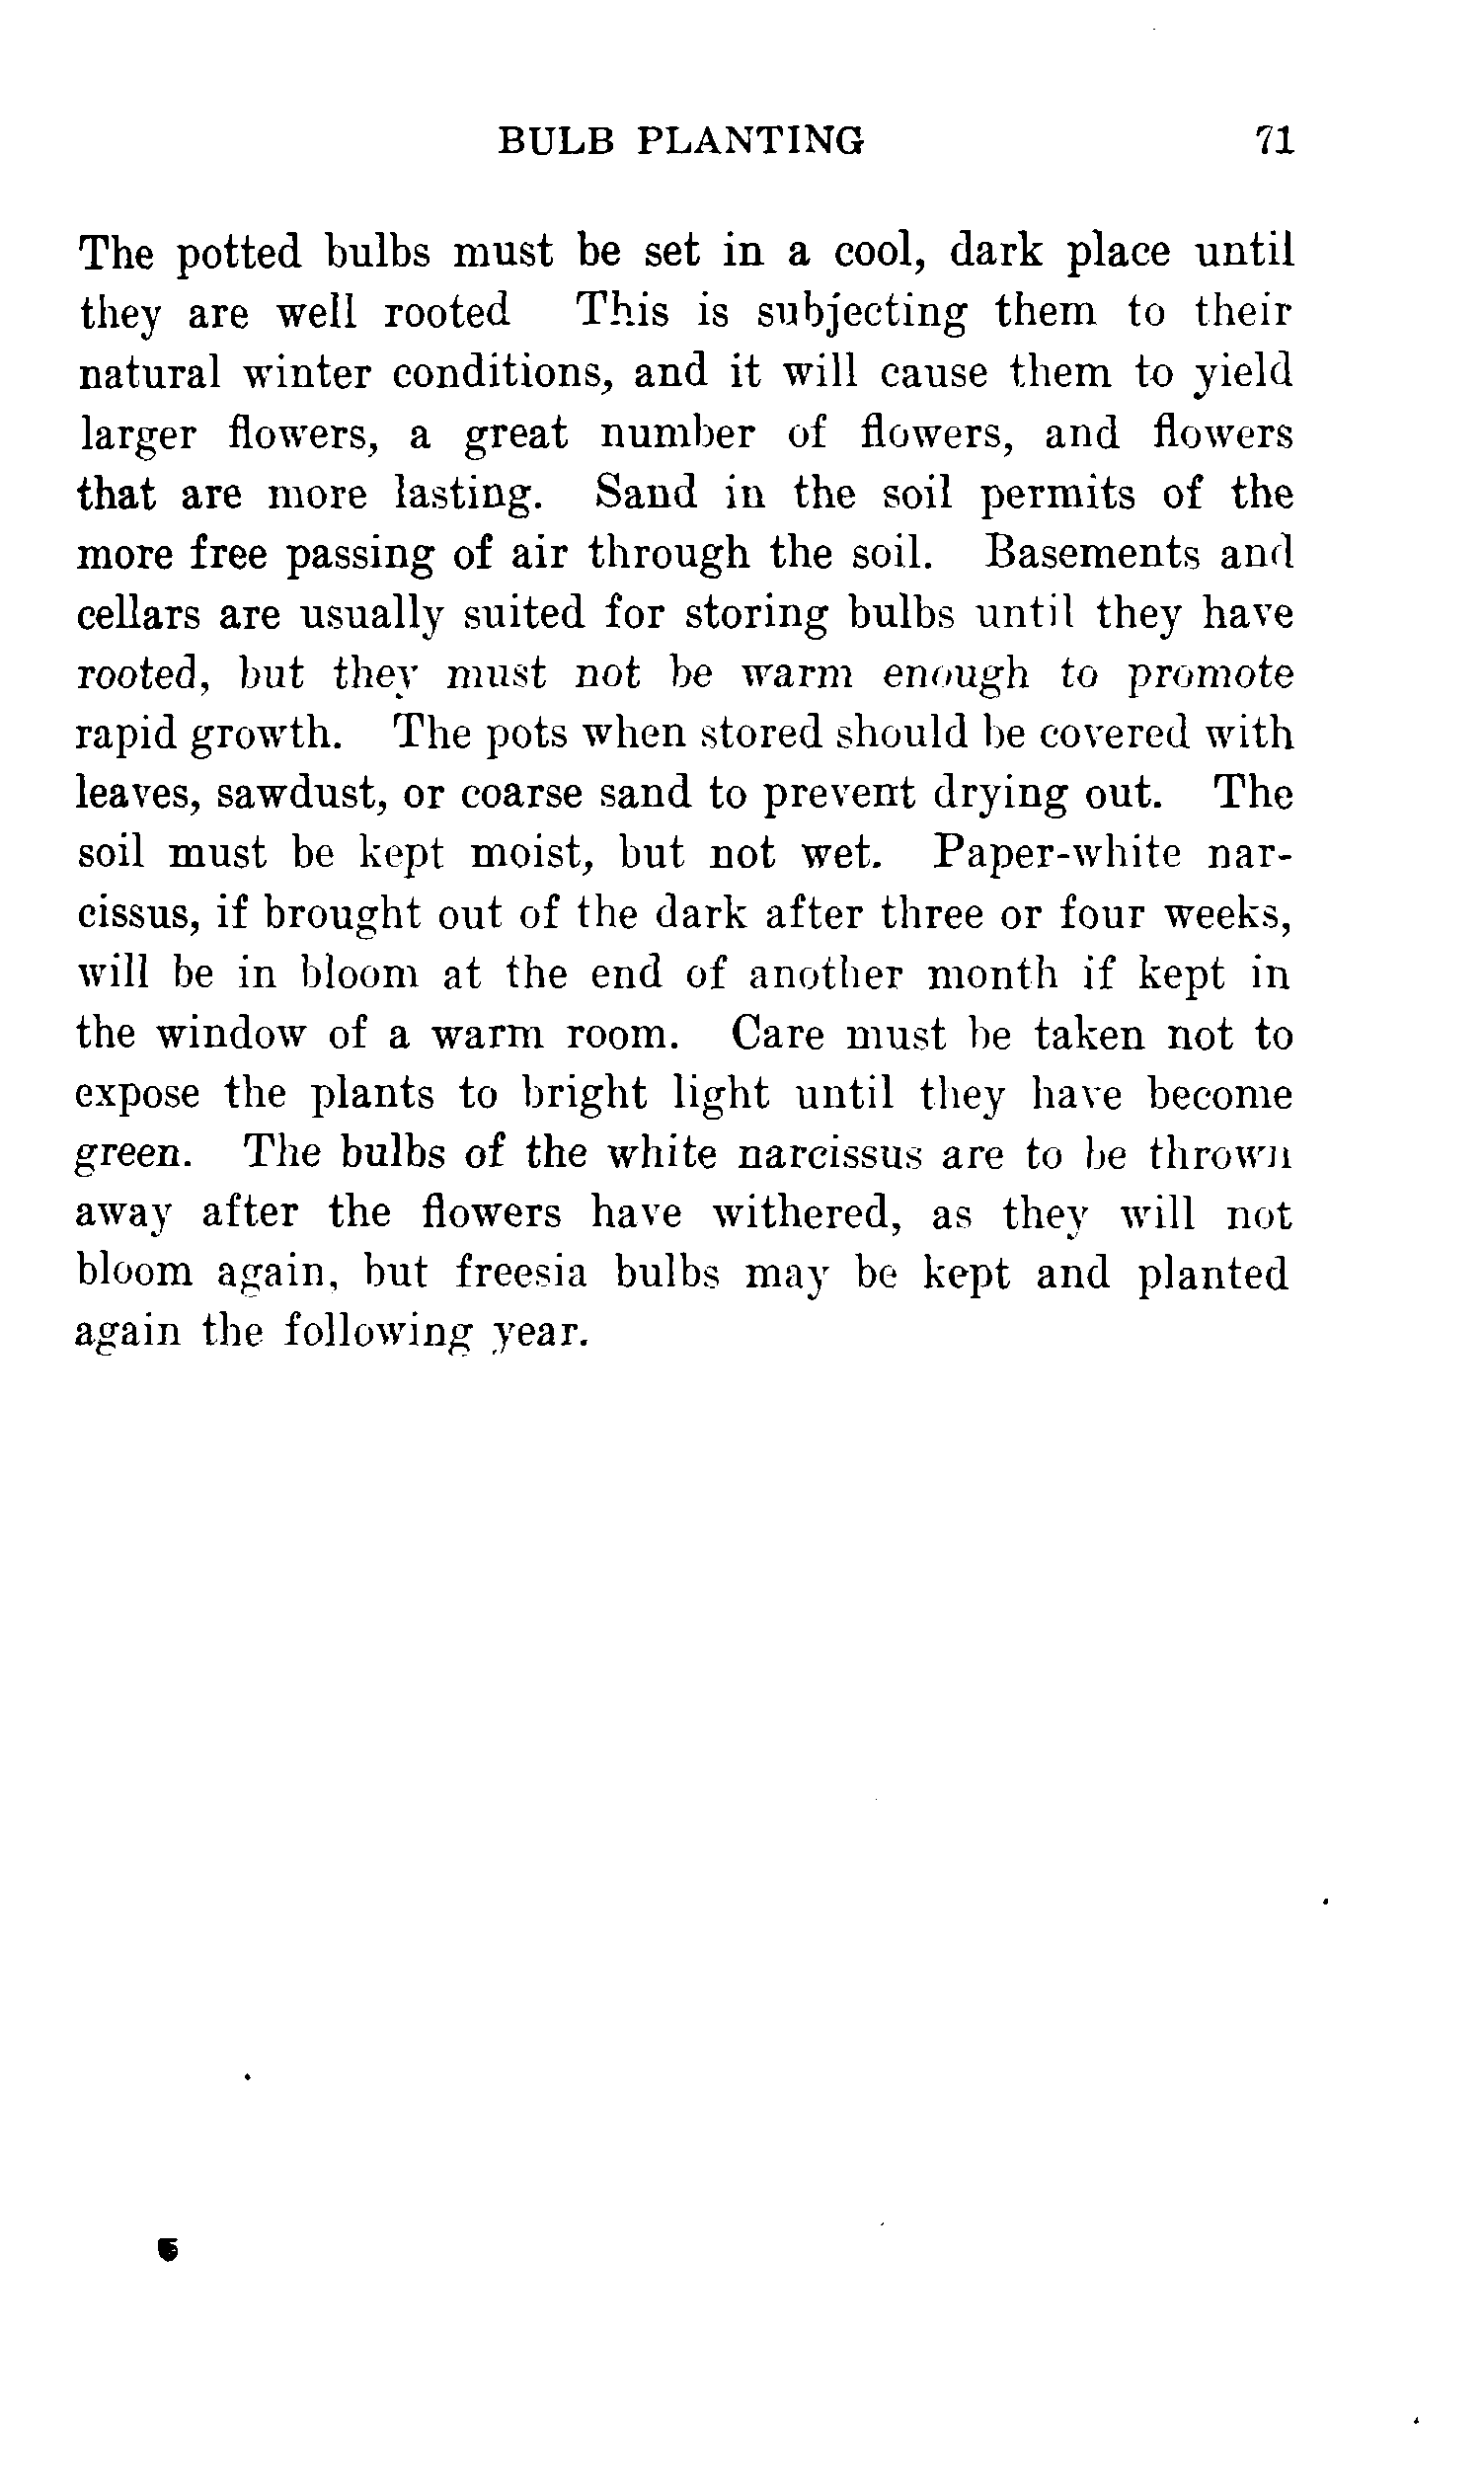 BULB PLANTING 71
The potted bulbs must be set in a cool, dark place until
they are well rooted This is subjecting them to their
natural winter conditions, and it will cause them to yield
larger flowers, a great number of flowers, and flowers
that are more lasting. Sand in the soil permits of the
more free passing of air through the soil. Basements and
cellars are usually suited for storing bulbs until they have
rooted, but they must not be warm enough to promote
rapid growth. The pots when stored should be covered with
leaves, sawdust, or coarse sand to prevent drying out. The
soil must be kept moist, but not wet. Paper-white nar-
cissus, if brought out of the dark after three or four weeks,
will be in bloom at the end of another month if kept in
the window of a warm room. Care must be taken not to
expose the plants to bright light until they have become
green. The bulbs of the white narcissus are to be thrown
away after the flowers have withered, as they will not
bloom again, but freesia bulbs may be kept and planted
again the following year.